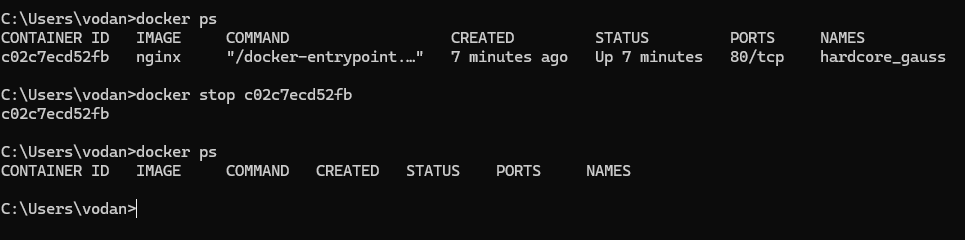 C:\Users\vodan>docker ps
CONTAINER ID   IMAGE     COMMAND                  CREATED         STATUS         PORTS     NAMES
c02c7ecd52fb   nginx     "/docker-entrypoint.…"   7 minutes ago   Up 7 minutes   80/tcp    hardcore_gauss
C:\Users\vodan>docker stop c02c7ecd52fb
c02c7ecd52fb
C:\Users\vodan>docker ps
CONTAINER ID   IMAGE     COMMAND   CREATED   STATUS    PORTS     NAMES
C:\Users\vodan>